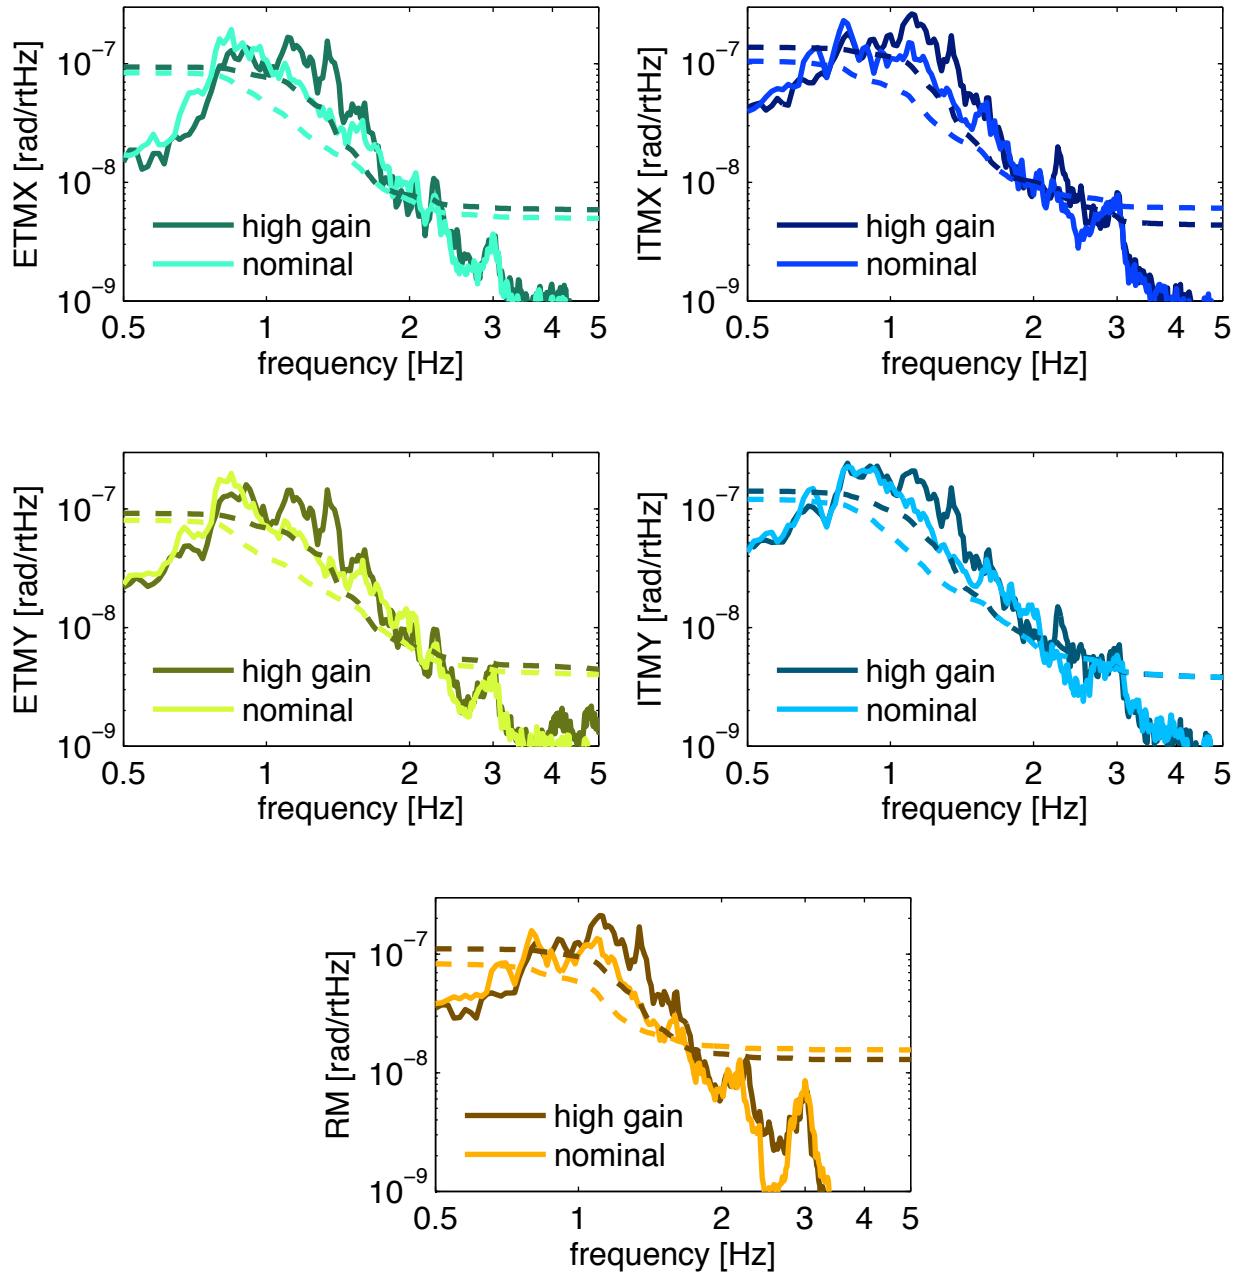 ETMX [rad/rtHz]
10⁻⁷
10⁻⁸
10⁻⁹
high gain
nominal
0.5 1 2 3 4 5
frequency [Hz]
ITMX [rad/rtHz]
10⁻⁷
10⁻⁸
10⁻⁹
high gain
nominal
0.5 1 2 3 4 5
frequency [Hz]
ETMY [rad/rtHz]
10⁻⁷
10⁻⁸
10⁻⁹
high gain
nominal
0.5 1 2 3 4 5
frequency [Hz]
ITMY [rad/rtHz]
10⁻⁷
10⁻⁸
10⁻⁹
high gain
nominal
0.5 1 2 3 4 5
frequency [Hz]
RM [rad/rtHz]
10⁻⁷
10⁻⁸
10⁻⁹
high gain
nominal
0.5 1 2 3 4 5
frequency [Hz]